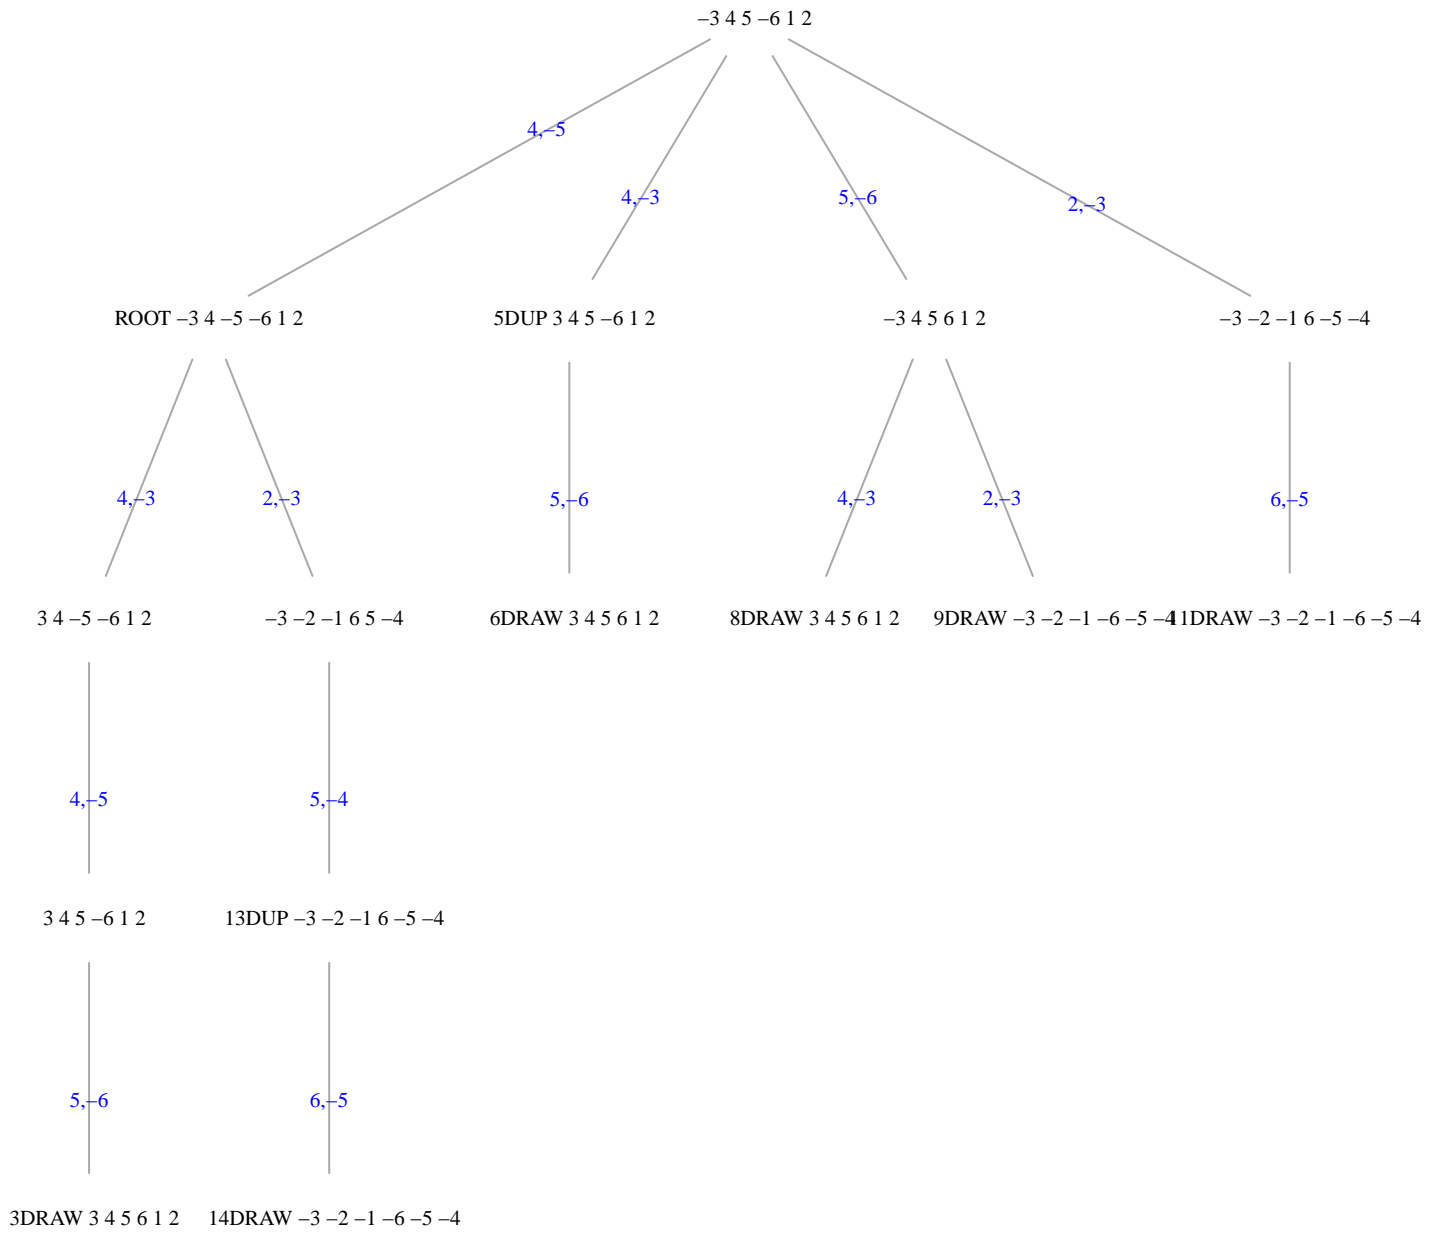 –3 4 5 –6 1 2
4,–5
4,–3
5,–6
2,–3
ROOT –3 4 –5 –6 1 2
5DUP 3 4 5 –6 1 2
–3 4 5 6 1 2
–3 –2 –1 6 –5 –4
4,–3
2,–3
5,–6
4,–3
2,–3
6,–5
3 4 –5 –6 1 2
–3 –2 –1 6 5 –4
6DRAW 3 4 5 6 1 2
8DRAW 3 4 5 6 1 2
9DRAW –3 –2 –1 –6 –5 –4
11DRAW –3 –2 –1 –6 –5 –4
4,–5
5,–4
3 4 5 –6 1 2
13DUP –3 –2 –1 6 –5 –4
5,–6
6,–5
3DRAW 3 4 5 6 1 2
14DRAW –3 –2 –1 –6 –5 –4